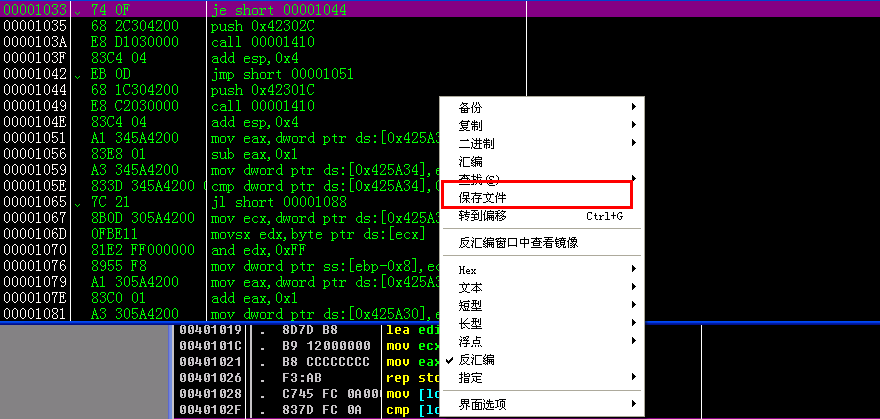 00001033 74 0F je short 00001044
00001035 68 2C304200 push 0x42302C
0000103A E8 D1030000 call 00001410
0000103F 83C4 04 add esp,0x4
00001042 EB 0D jmp short 00001051
00001044 68 1C304200 push 0x42301C
00001049 E8 C2030000 call 00001410
0000104E 83C4 04 add esp,0x4
00001051 A1 345A4200 mov eax,dword ptr ds:[0x425A3
00001056 83E8 01 sub eax,0x1
00001059 A3 345A4200 mov dword ptr ds:[0x425A34],e
0000105E 833D 345A4200 0 cmp dword ptr ds:[0x425A34],0
00001065 7C 21 jl short 00001088
00001067 8B0D 305A4200 mov ecx,dword ptr ds:[0x425A3
0000106D 0FBE11 movsx edx,byte ptr ds:[ecx]
00001070 81E2 FF000000 and edx,0xFF
00001076 8955 F8 mov dword ptr ss:[ebp-0x8],e
00001079 A1 305A4200 mov eax,dword ptr ds:[0x425A3
0000107E 83C0 01 add eax,0x1
00001081 A3 305A4200 mov dword ptr ds:[0x425A30],e
备份
复制
二进制
汇编
查找(S)
保存文件
转到偏移 Ctrl+G
反汇编窗口中查看镜像
Hex
文本
短型
长型
浮点
反汇编
指定
界面选项
00401019 . 8D7D B8 lea edi
0040101C . B9 12000000 mov ecx
00401021 . B8 CCCCCCCC mov eax
00401026 . F3:AB rep sto
00401028 . C745 FC 0A00 mov [lo
0040102F . 837D FC 0A cmp [lo